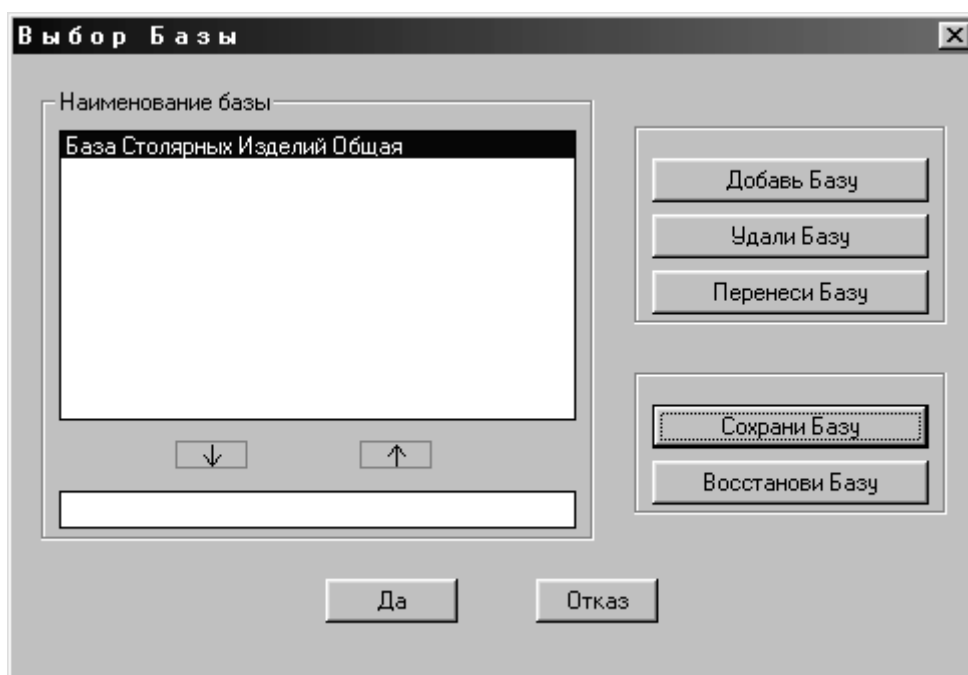 Выбор Базы
Наименование базы
База Столярных Изделий Общая
Добавь Базу
Удали Базу
Перенеси Базу
Сохрани Базу
Восстанови Базу
Да
Отказ